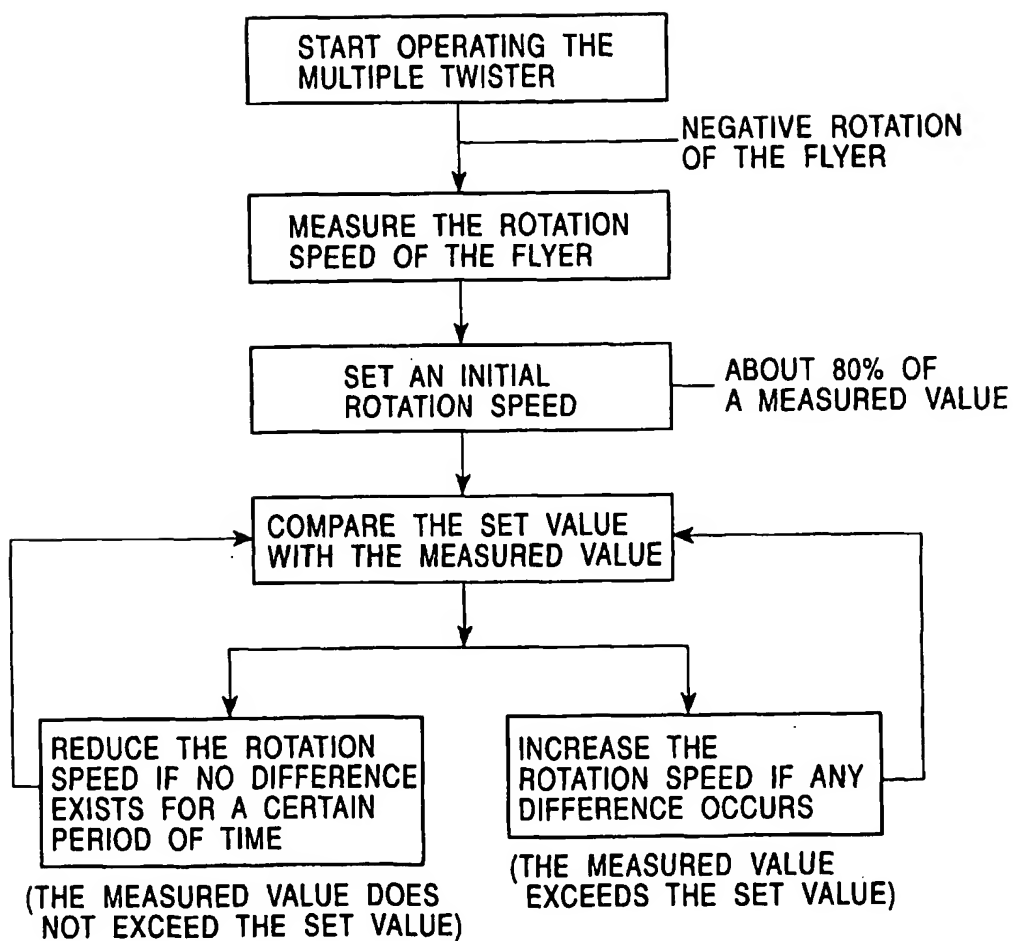 START OPERATING THE
MULTIPLE TWISTER
NEGATIVE ROTATION
OF THE FLYER
MEASURE THE ROTATION
SPEED OF THE FLYER
SET AN INITIAL
ROTATION SPEED
ABOUT 80% OF
A MEASURED VALUE
COMPARE THE SET VALUE
WITH THE MEASURED VALUE
REDUCE THE ROTATION
SPEED IF NO DIFFERENCE
EXISTS FOR A CERTAIN
PERIOD OF TIME
(THE MEASURED VALUE DOES
NOT EXCEED THE SET VALUE)
INCREASE THE
ROTATION SPEED IF ANY
DIFFERENCE OCCURS
(THE MEASURED VALUE
EXCEEDS THE SET VALUE)